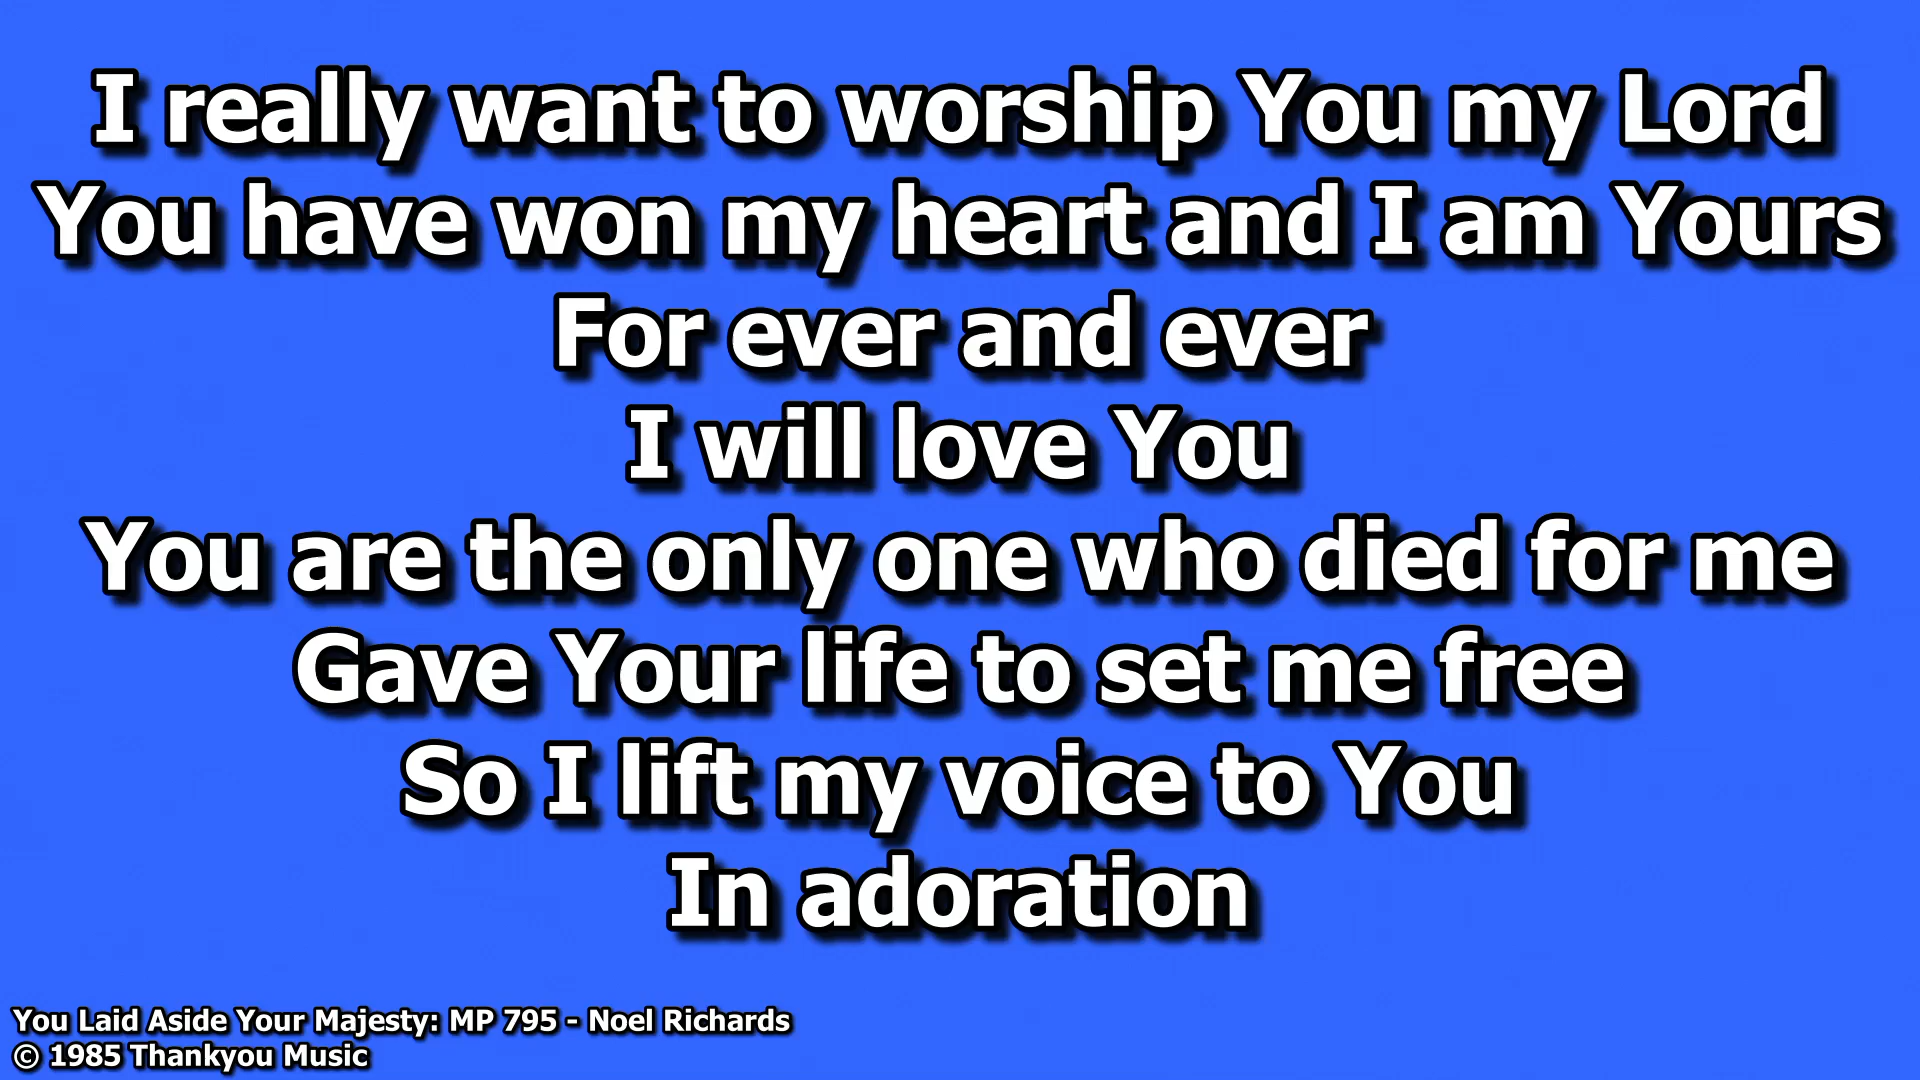 I really want to worship You my Lord
You have won my heart and I am Yours
For ever and ever
I will love You
You are the only one who died for me
Gave Your life to set me free
So I lift my voice to You
In adoration
You Laid Aside Your Majesty: MP 795 - Noel Richards
© 1985 Thankyou Music